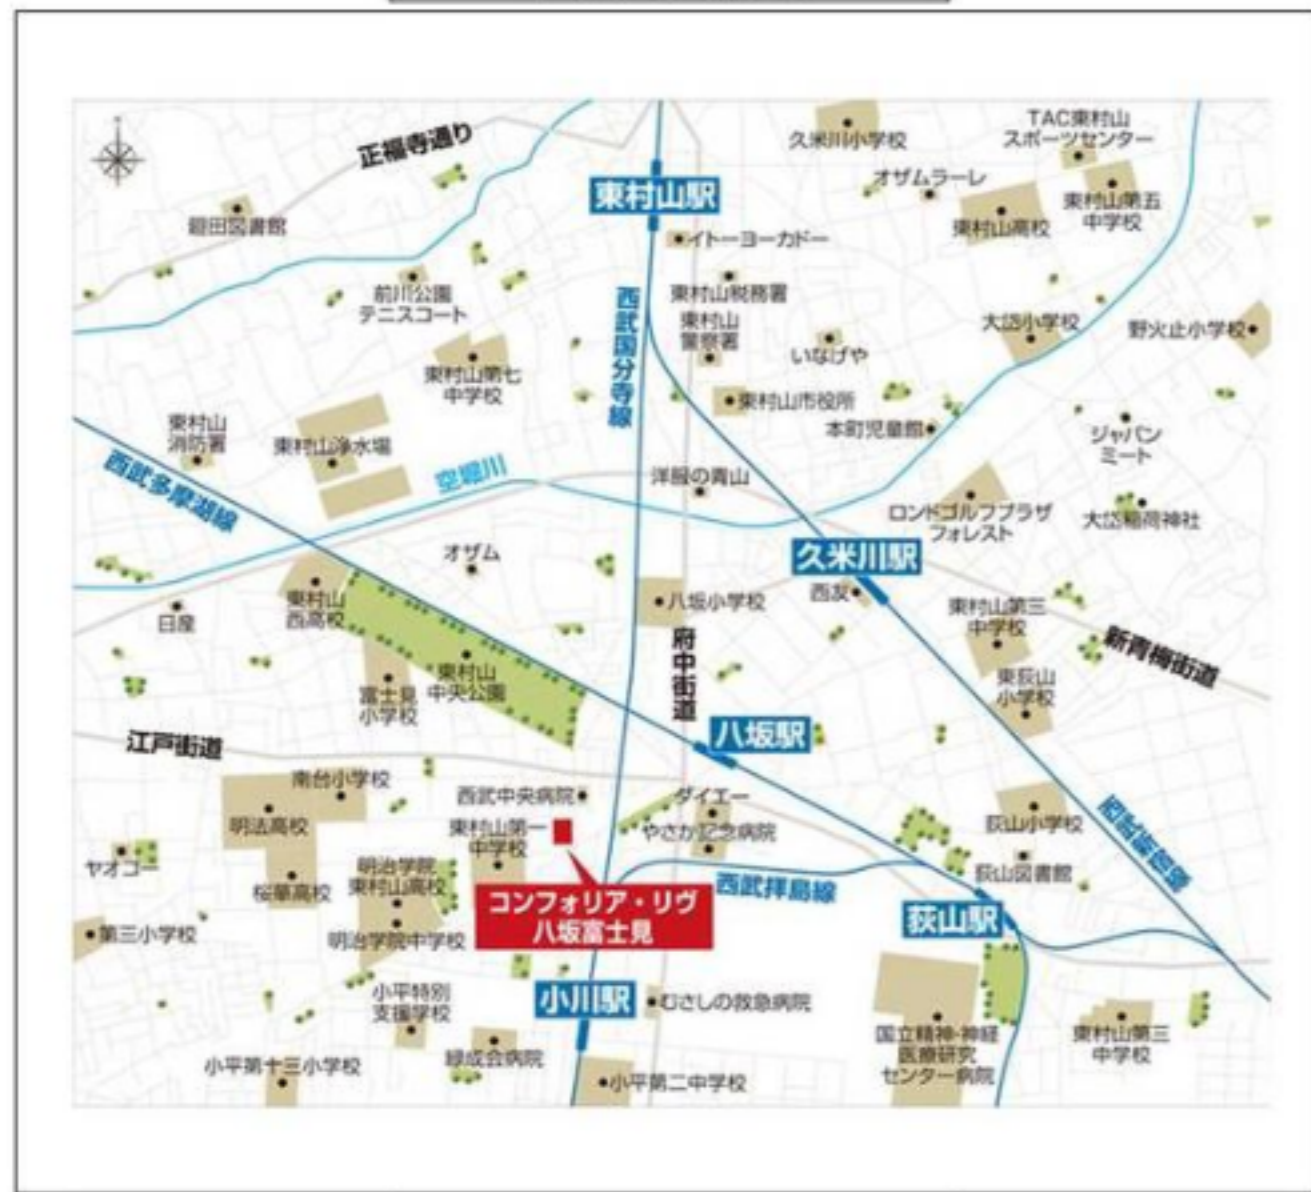 正福寺通り
久米川小学校
TAC東村山
スポーツセンター
オザムラーレ
東村山駅
東村山高校
東村山第五
中学校
イトーヨーカドー
前川公園
テニスコート
東村山税務署
東村山
警察署
いなげや
大岱小学校
野火止小学校
西武国分寺線
東村山第七
中学校
東村山市役所
本町児童館
東村山
消防署
東村山浄水場
ジャパン
ミート
西武多摩湖線
空堀川
洋服の青山
ロンドゴルフプラザ
フォレスト
大岱稲荷神社
オザム
久米川駅
東村山
西高校
日産
八坂小学校
西友
東村山第三
中学校
新青梅街道
東村山
中央公園
富士見
小学校
府中街道
東萩山
小学校
江戸街道
八坂駅
南台小学校
明法高校
西武中央病院
ダイエー
東村山第一
中学校
やさか記念病院
萩山小学校
西武新宿線
ヤオコー
桜華高校
明治学院
東村山高校
萩山図書館
西武拝島線
コンフォリア・リヴ
八坂富士見
萩山駅
第三小学校
明治学院中学校
小平特別
支援学校
小川駅
むさしの救急病院
国立精神・神経
医療研究
センター病院
東村山第三
中学校
小平第十三小学校
緑成会病院
小平第二中学校